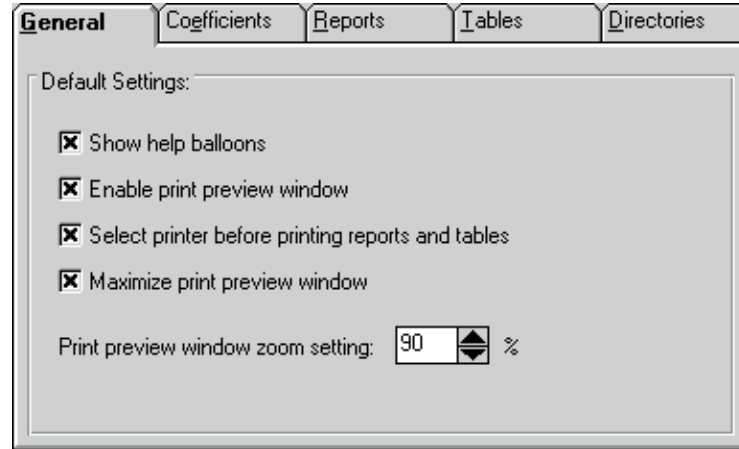 General Coefficients Reports Tables Directories
Default Settings:
Show help balloons
Enable print preview window
Select printer before printing reports and tables
Maximize print preview window
Print preview window zoom setting: 90 %